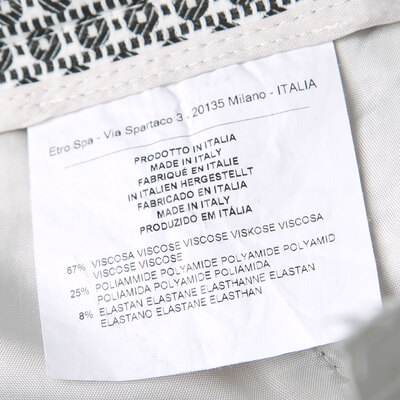 Etro Spa - Via Spartaco 3 . 20135 Milano - ITALIA
PRODOTTO IN ITALIA
MADE IN ITALY
FABRIQUÉ EN ITALIE
IN ITALIEN HERGESTELLT
FABRICADO EN ITALIA
MADE IN ITALY
PRODUZIDO EM ITÁLIA
67% VISCOSA VISCOSE VISCOSE VISKOSE VISCOSA
VISCOSE VISCOSE
25% POLIAMMIDE POLYAMIDE POLYAMIDE POLYAMID
POLIAMIDA POLYAMIDE POLIAMIDA
8% ELASTAN ELASTANE ELASTHANNE ELASTAN
ELASTANO ELASTANE ELASTHAN